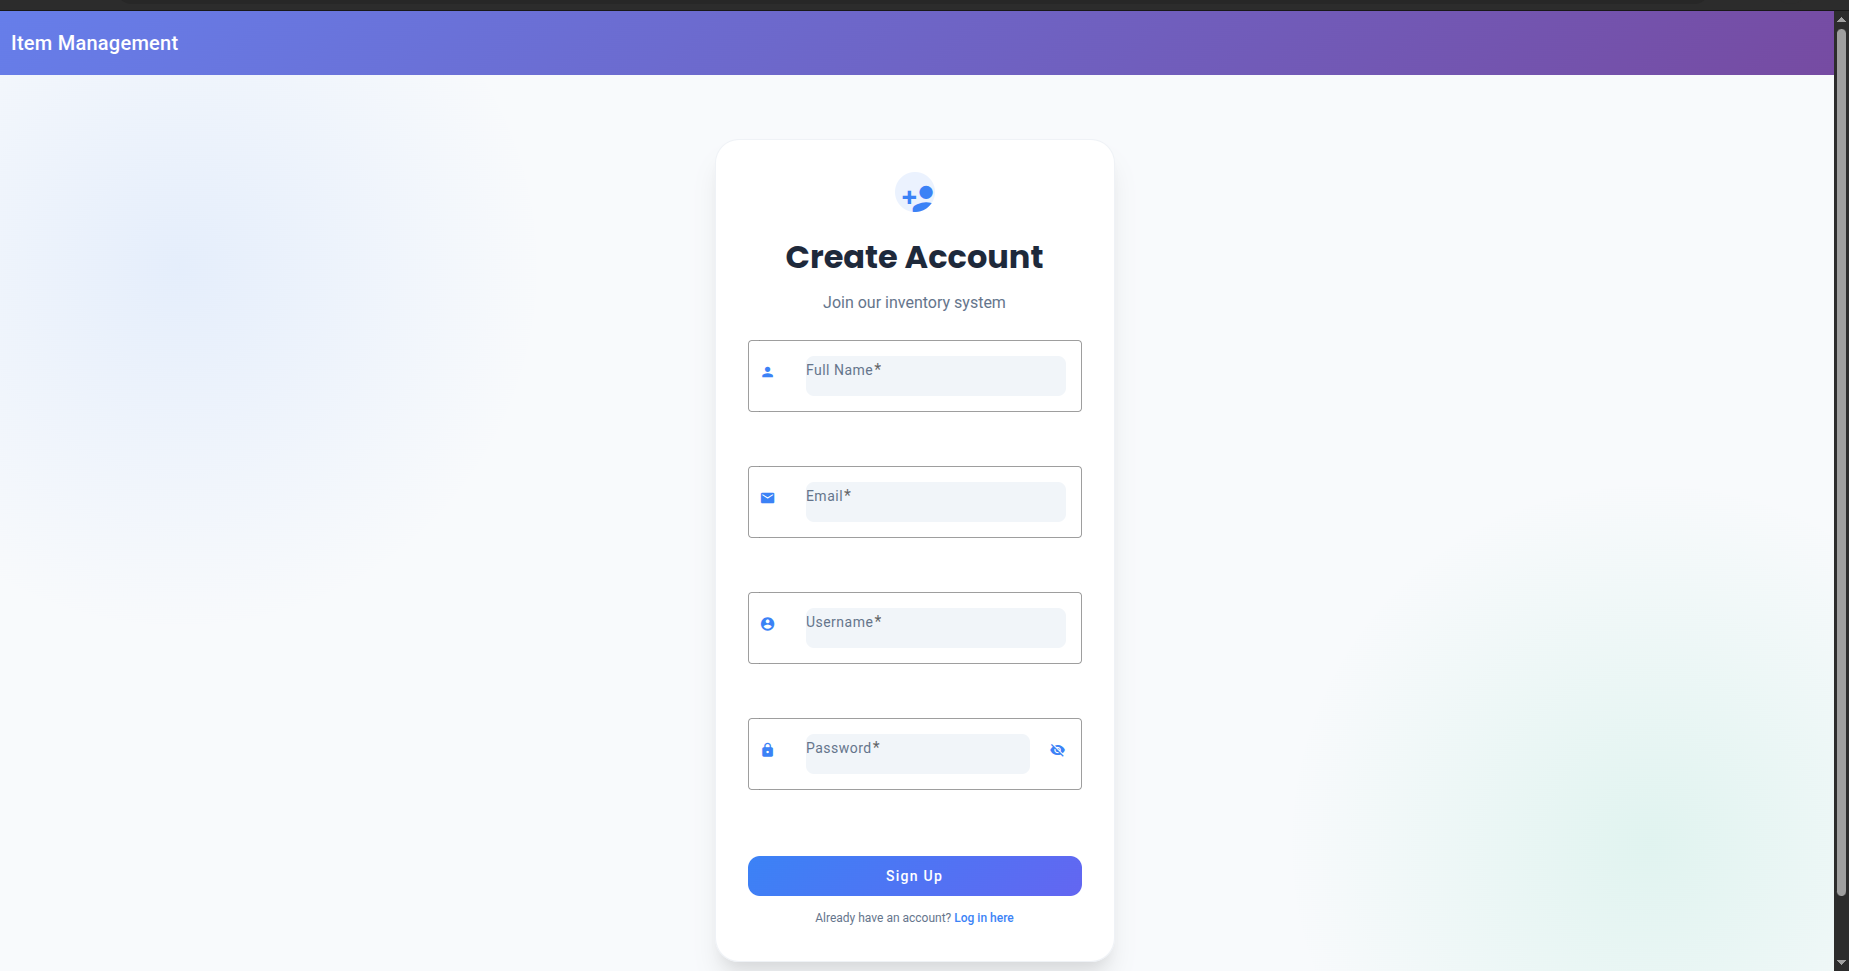 Item Management
Create Account
Join our inventory system
Full Name*
Email*
Username*
Password*
Sign Up
Already have an account? Log in here